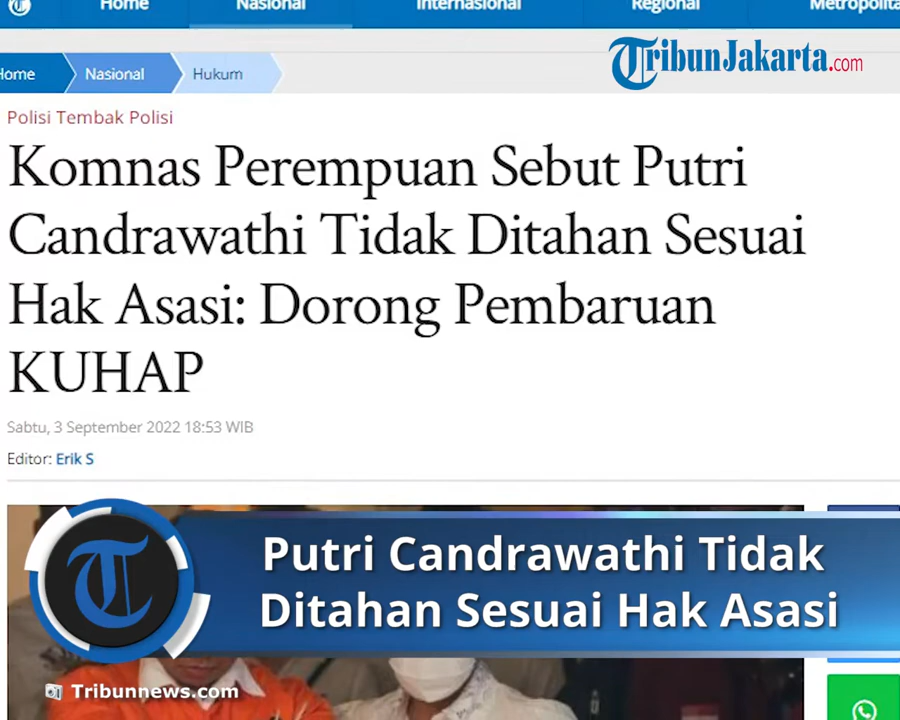 Home
Nasional
Internasional
Regional
Metropolita
Home
Nasional
Hukum
TribunJakarta.com
Polisi Tembak Polisi
Komnas Perempuan Sebut Putri
Candrawathi Tidak Ditahan Sesuai
Hak Asasi: Dorong Pembaruan
KUHAP
Sabtu, 3 September 2022 18:53 WIB
Editor: Erik S
Putri Candrawathi Tidak
Ditahan Sesuai Hak Asasi
Tribunnews.com